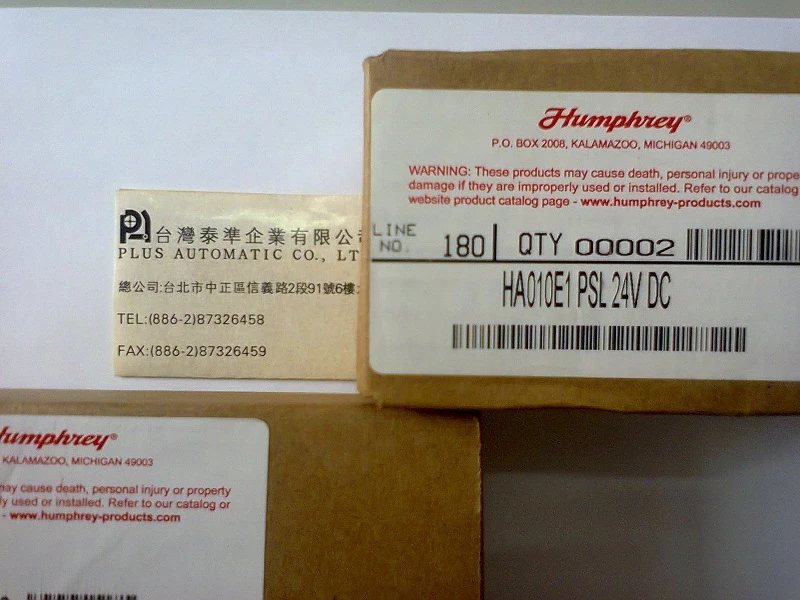 Humphrey®
P.O. BOX 2008, KALAMAZOO, MICHIGAN 49003
WARNING: These products may cause death, personal injury or prope
damage if they are improperly used or installed. Refer to our catalog
website product catalog page - www.humphrey-products.com
LINE NO. 180 QTY 00002
HA010E1 PSL 24V DC
台灣泰準企業有限公司
PLUS AUTOMATIC CO., LT
總公司:台北市中正區信義路2段91號6樓
TEL:(886-2)87326458
FAX:(886-2)87326459
Humphrey®
KALAMAZOO, MICHIGAN 49003
may cause death, personal injury or property
ly used or installed. Refer to our catalog or
- www.humphrey-products.com